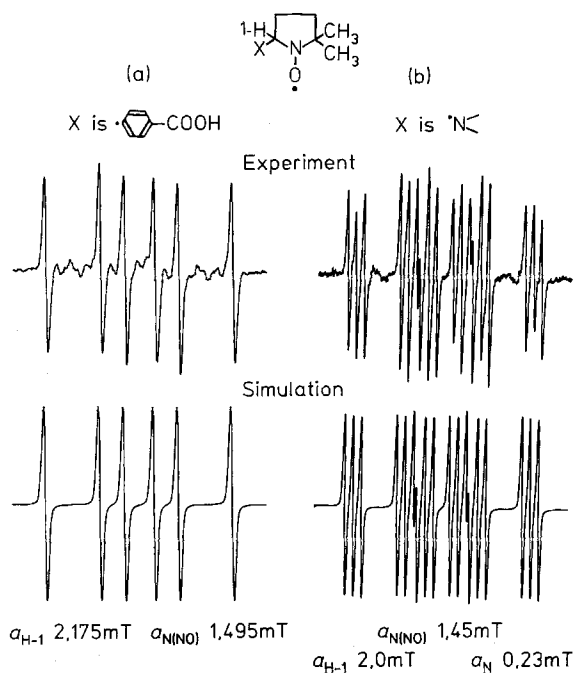 1-H
X
N
CH₃
CH₃
O
•
(a)
(b)
X is •
COOH
X is •N
Experiment
Simulation
aH-1 2,175mT aN(NO) 1,495mT
aN(NO) 1,45mT
aH-1 2,0mT aN 0,23mT